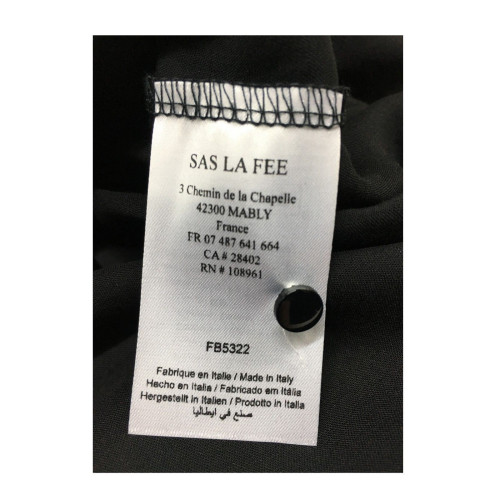 SAS LA FEE
3 Chemin de la Chapelle
42300 MABLY
France
FR 07 487 641 664
CA # 28402
RN # 108961
FB5322
Fabrique en Italie / Made in Italy
Hecho en Italia / Fabricado em Itália
Hergestellt in Italien / Prodotto in Italia
صنع في ايطاليا